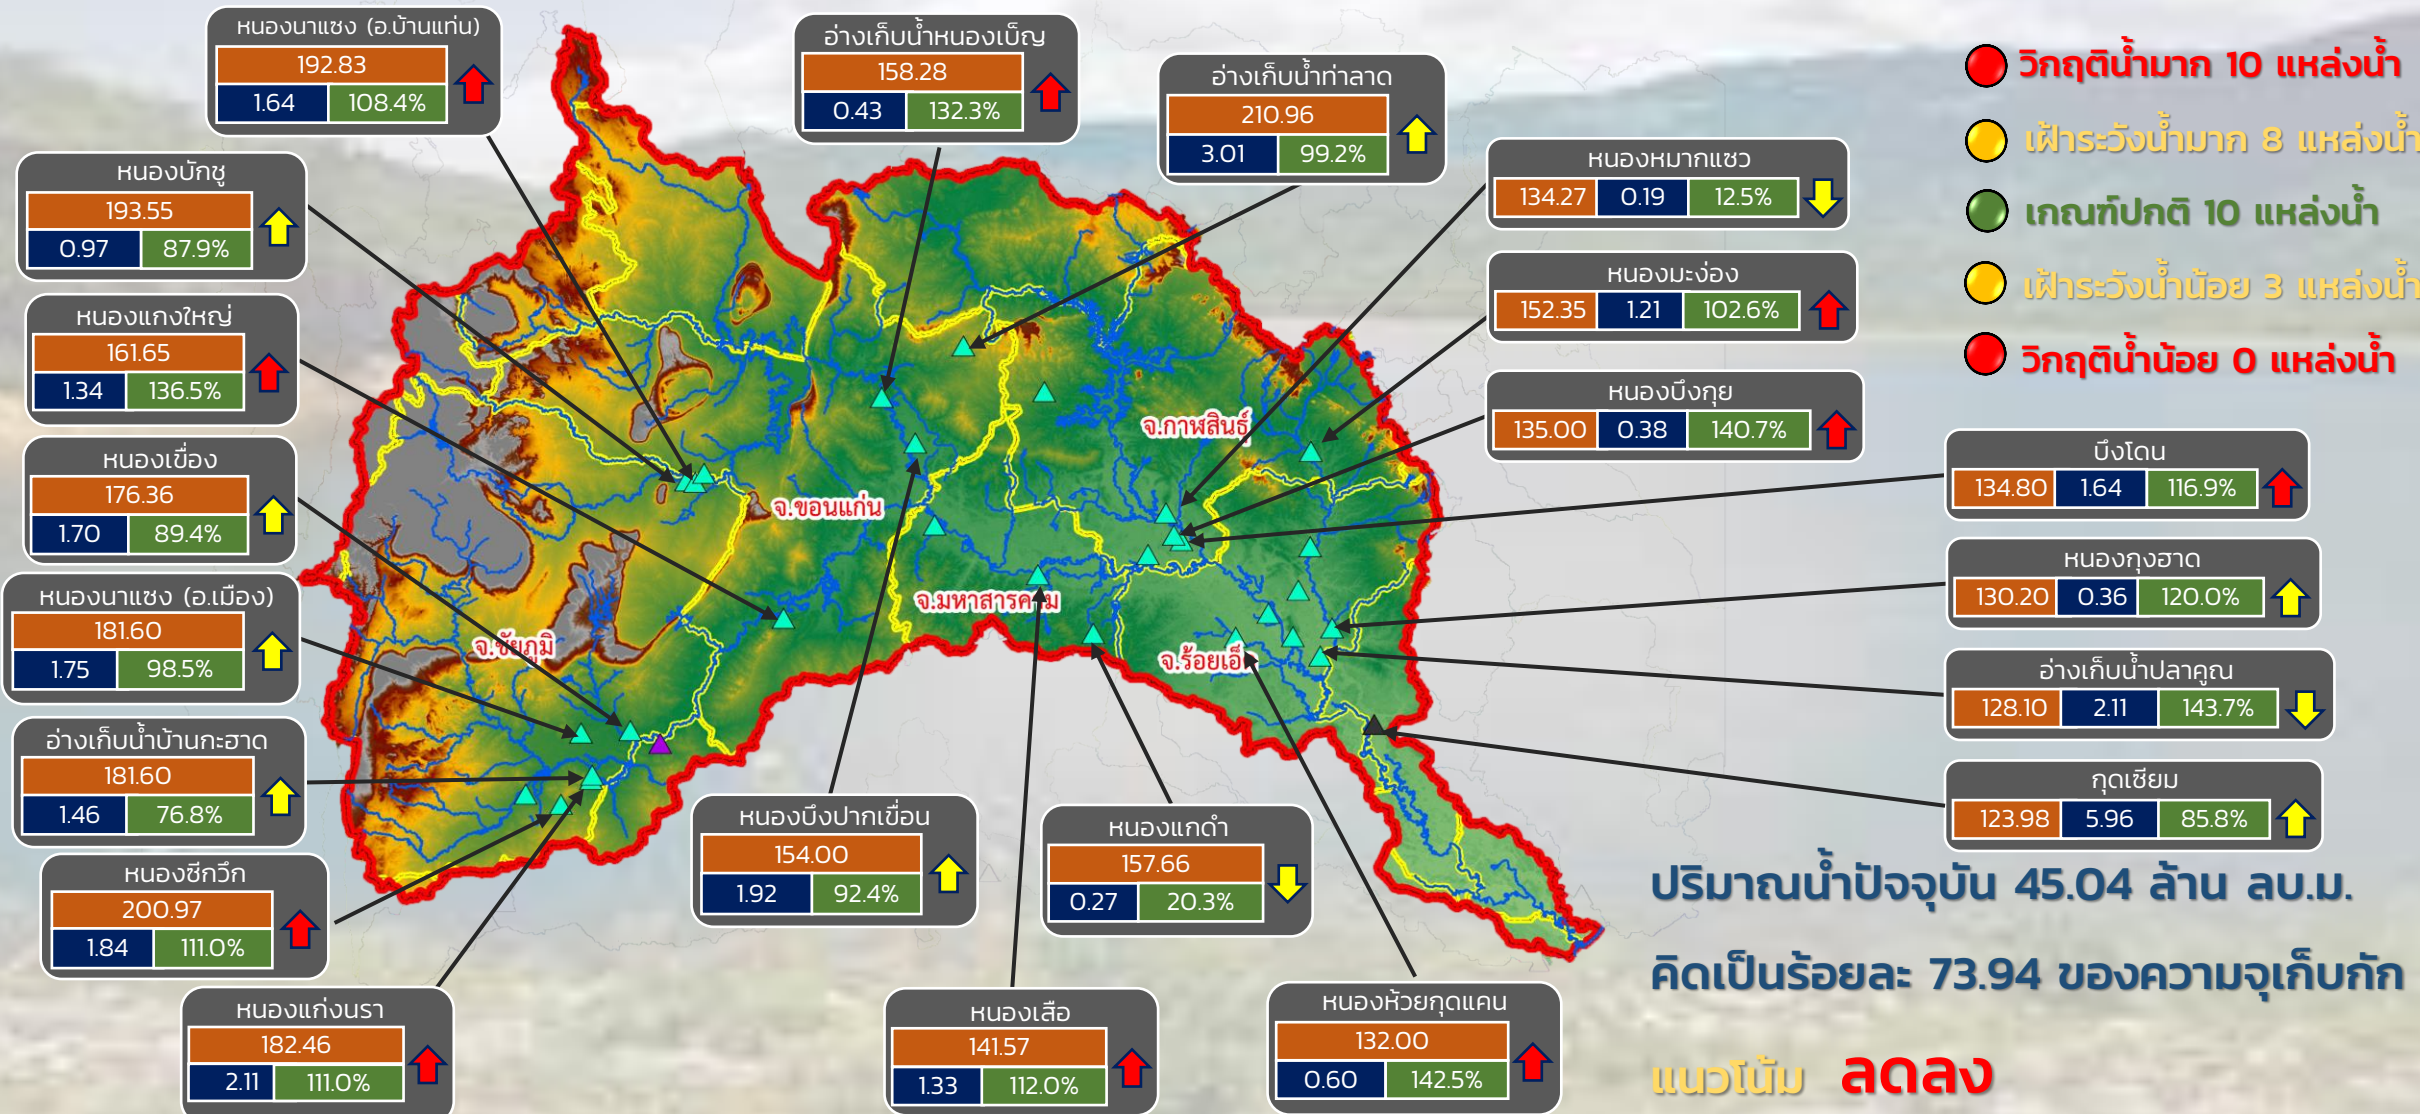 หนองนาแซง (อ.บ้านแท่น)
192.83
1.64 108.4%
อ่างเก็บน้ำหนองเบ็ญ
158.28
0.43 132.3%
อ่างเก็บน้ำท่าลาด
210.96
3.01 99.2%
วิกฤติน้ำมาก 10 แหล่งน้ำ
เฝ้าระวังน้ำมาก 8 แหล่งน้ำ
เกณฑ์ปกติ 10 แหล่งน้ำ
เฝ้าระวังน้ำน้อย 3 แหล่งน้ำ
วิกฤติน้ำน้อย 0 แหล่งน้ำ
หนองบักชู
193.55
0.97 87.9%
หนองหมากแซว
134.27 0.19 12.5%
หนองแกงใหญ่
161.65
1.34 136.5%
หนองมะง่อง
152.35 1.21 102.6%
หนองบึงกุย
135.00 0.38 140.7%
หนองเขื่อง
176.36
1.70 89.4%
บึงโดน
134.80 1.64 116.9%
จ.กาฬสินธุ์
จ.ขอนแก่น
จ.มหาสารคาม
จ.ชัยภูมิ
จ.ร้อยเอ็
หนองนาแซง (อ.เมือง)
181.60
1.75 98.5%
หนองกุงฮาด
130.20 0.36 120.0%
อ่างเก็บน้ำปลาคูณ
128.10 2.11 143.7%
อ่างเก็บน้ำบ้านกะฮาด
181.60
1.46 76.8%
กุดเซียม
123.98 5.96 85.8%
หนองซีกวึก
200.97
1.84 111.0%
หนองบึงปากเขื่อน
154.00
1.92 92.4%
หนองแกดำ
157.66
0.27 20.3%
หนองแก่งนรา
182.46
2.11 111.0%
หนองเสือ
141.57
1.33 112.0%
หนองห้วยกุดแคน
132.00
0.60 142.5%
ปริมาณน้ำปัจจุบัน 45.04 ล้าน ลบ.ม.
คิดเป็นร้อยละ 73.94 ของความจุเก็บกัก
แนวโน้ม ลดลง